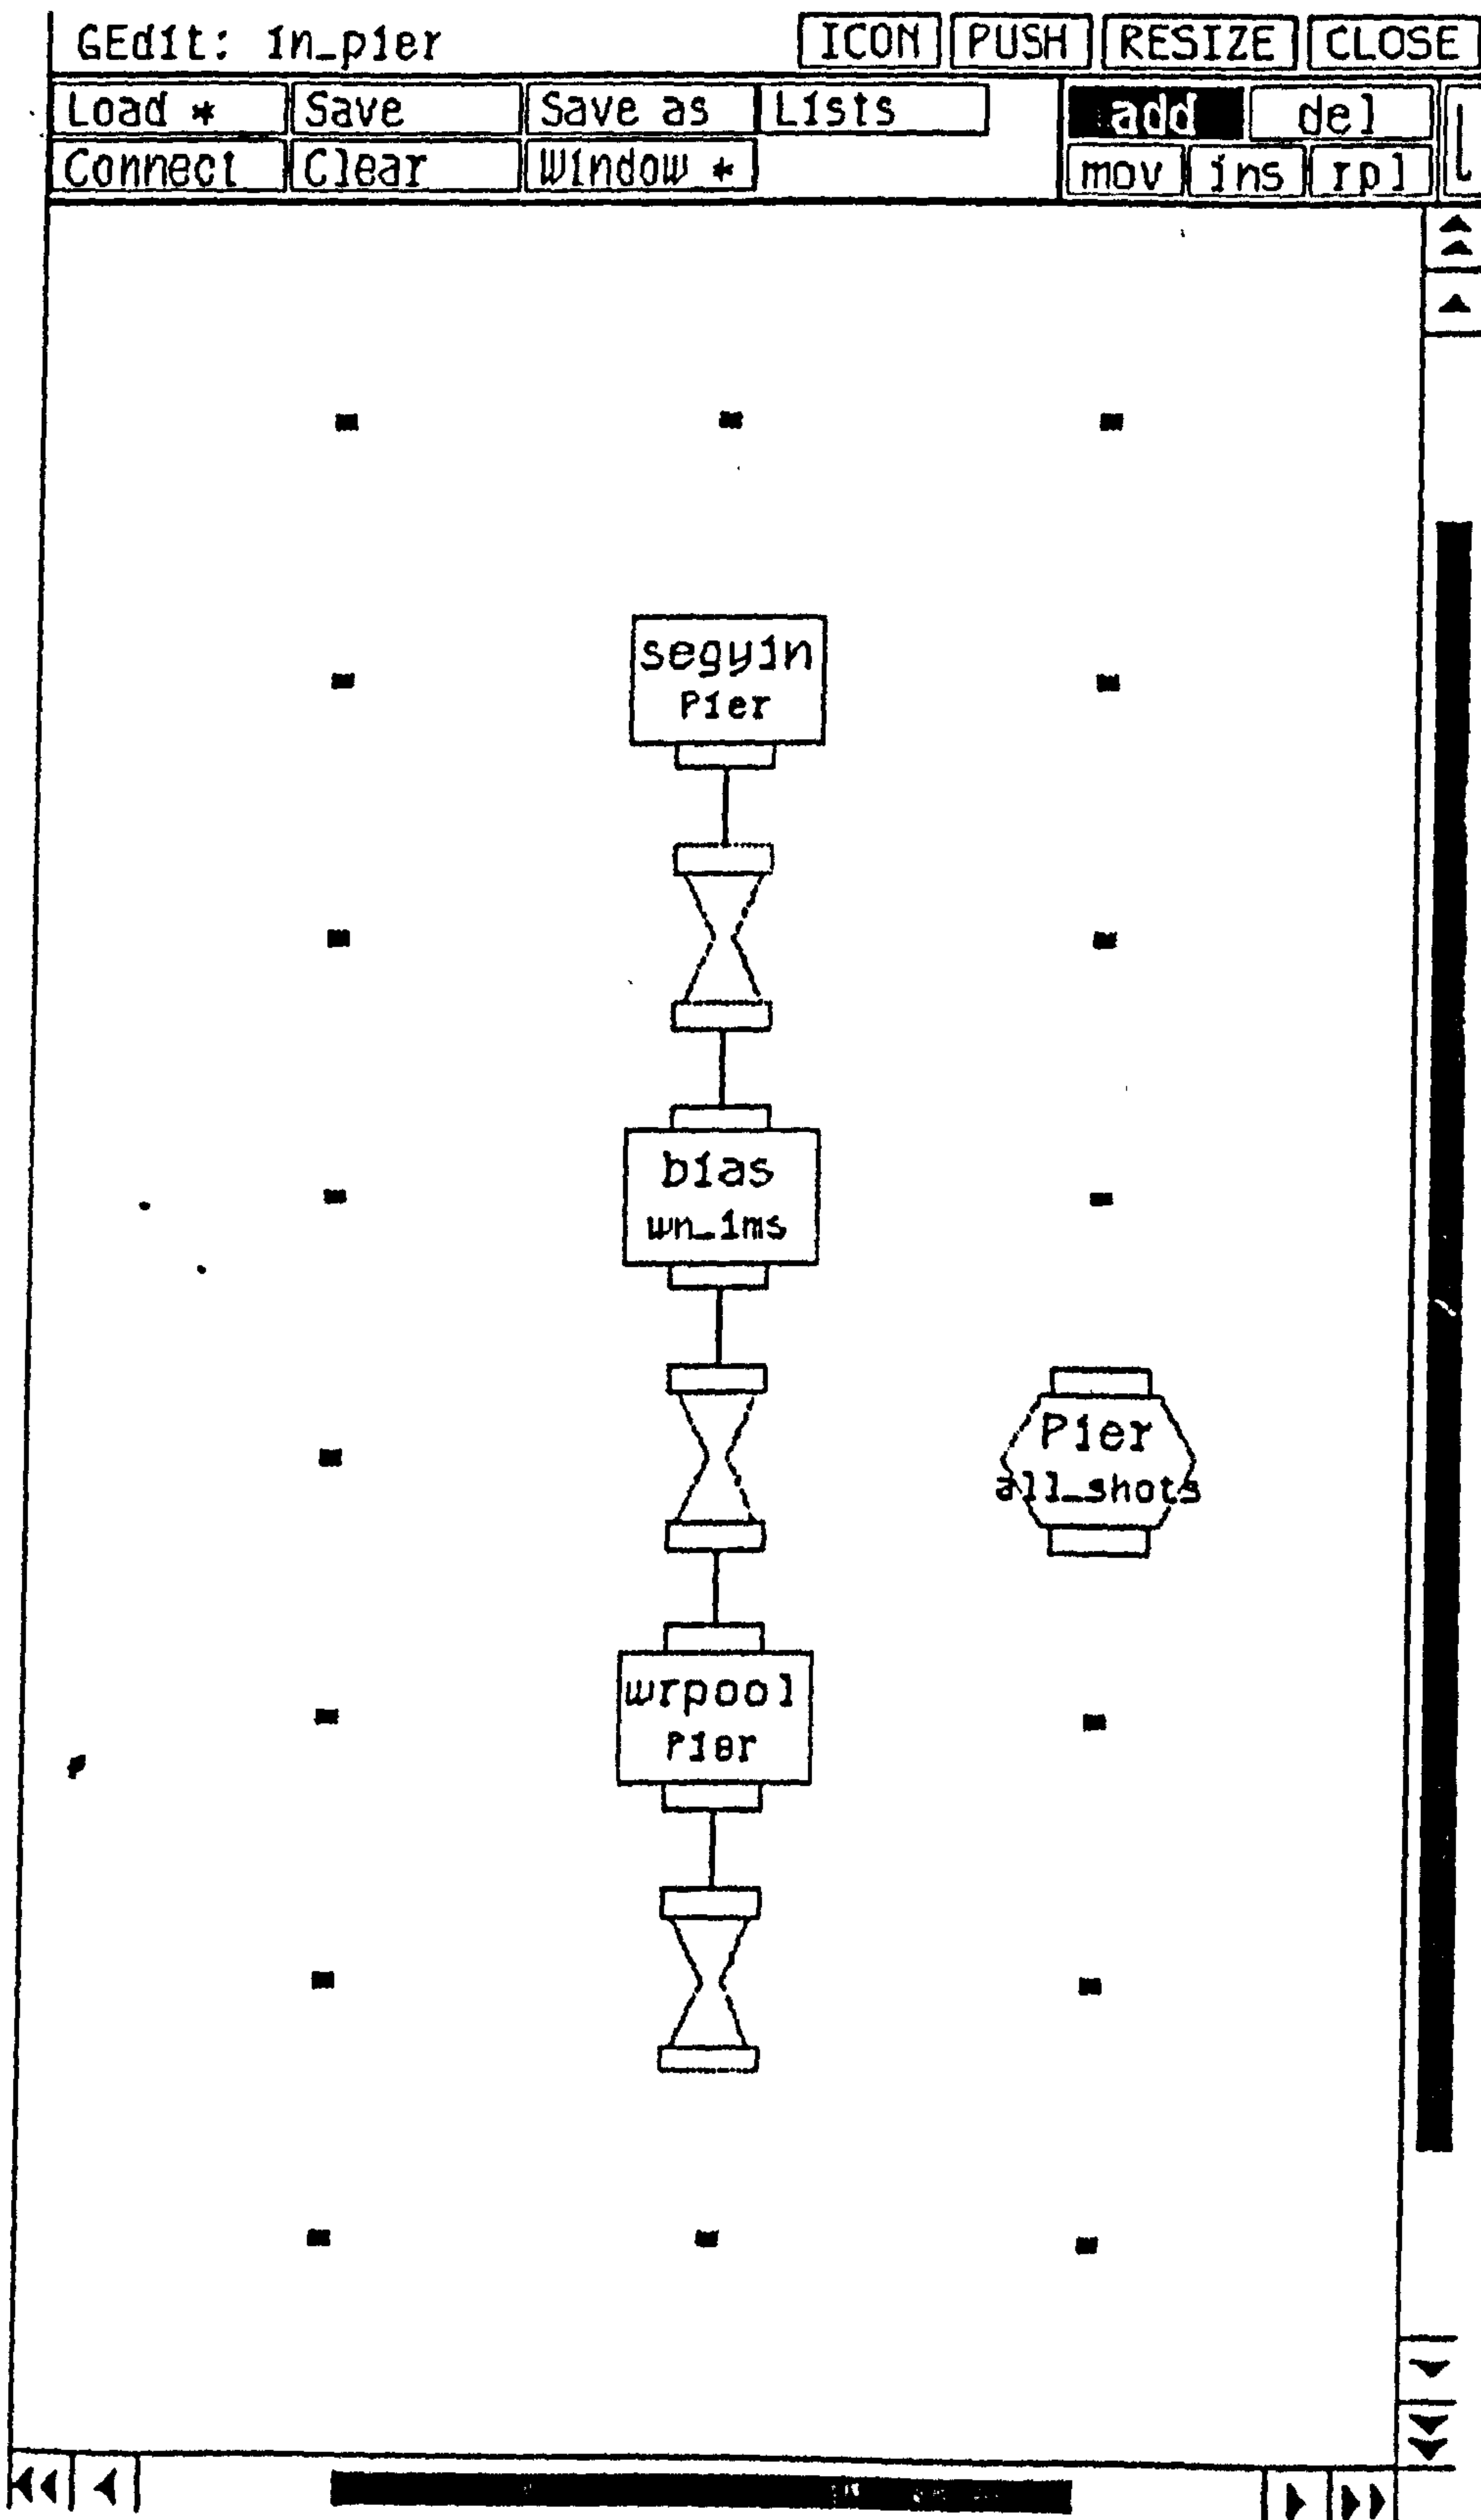 GEdit: in_pier ICON PUSH RESIZE CLOSE
Load * Save Save as Lists add del
Connect Clear Window * mov ins rpl
segyin
Pier
bias
wn_1ms
Pier
all_shots
wrpool
Pier